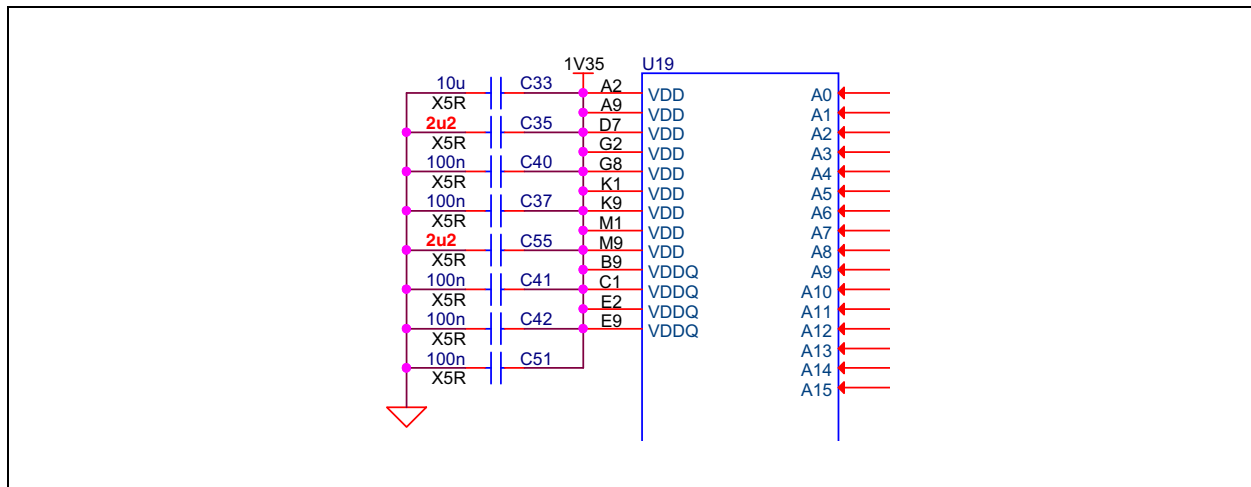 1V35 U19
10u C33 A2 VDD A0
X5R A9 VDD A1
2u2 C35 D7 VDD A2
X5R G2 VDD A3
100n C40 G8 VDD A4
X5R K1 VDD A5
100n C37 K9 VDD A6
X5R M1 VDD A7
2u2 C55 M9 VDD A8
X5R B9 VDDQ A9
100n C41 C1 VDDQ A10
X5R E2 VDDQ A11
100n C42 E9 VDDQ A12
X5R A13
100n C51 A14
X5R A15